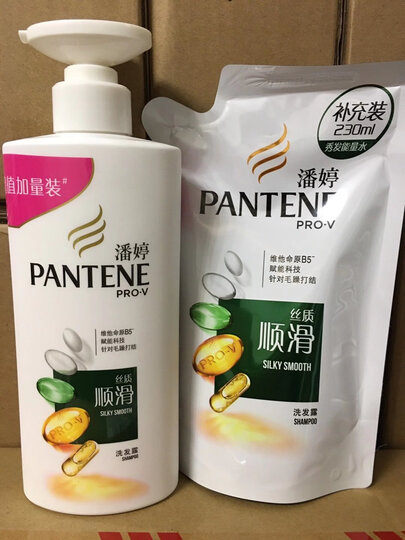 值加量装#
潘婷
PANTENE
PRO-V
维他命原B5
赋能科技
针对毛躁打结
丝质
顺滑
SILKY SMOOTH
PRO-V
洗发露
SHAMPOO
补充装
230ml
秀发能量水
潘婷
PANTENE
PRO-V
维他命原B5
赋能科技
针对毛躁打结
丝质
顺滑
SILKY SMOOTH
PRO-V
洗发露
SHAMPOO